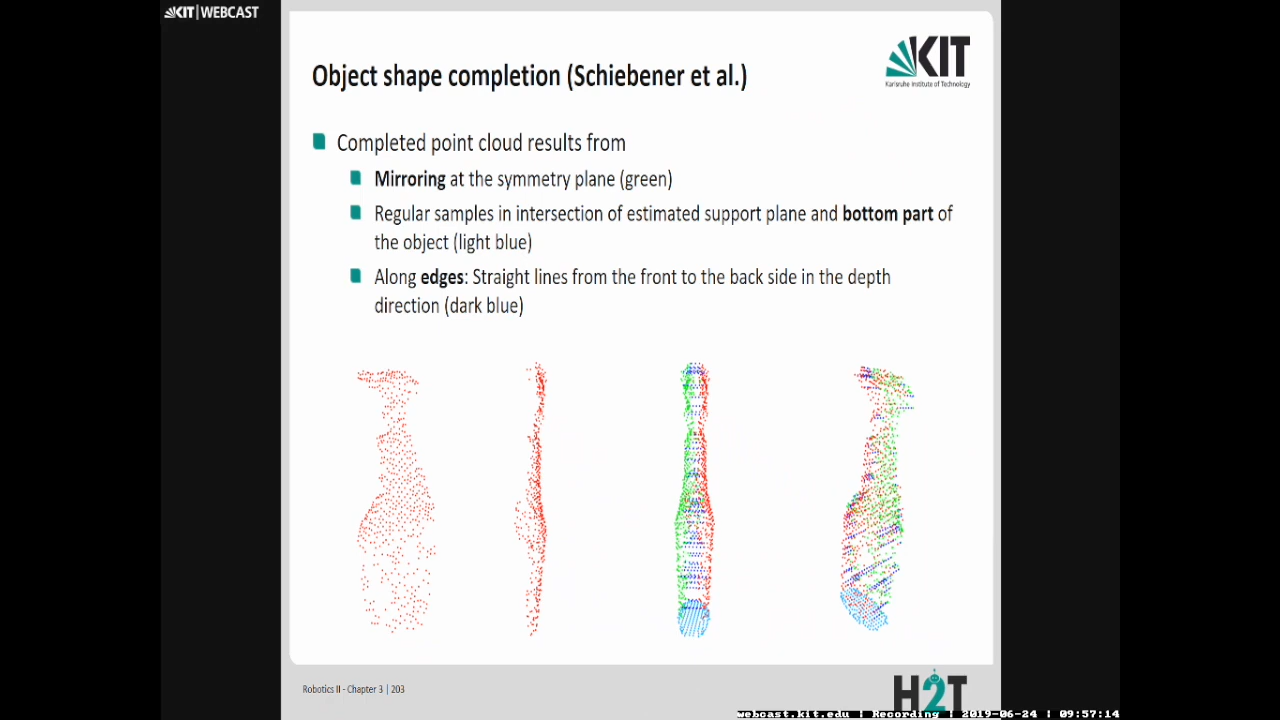 KIT|WEBCAST
KIT
Karlsruhe Institute of Technology
Object shape completion (Schiebener et al.)
Completed point cloud results from
Mirroring at the symmetry plane (green)
Regular samples in intersection of estimated support plane and bottom part of
the object (light blue)
Along edges: Straight lines from the front to the back side in the depth
direction (dark blue)
Robotics II - Chapter 3 | 203
H2T
webcast.kit.edu | Recording | 2019-06-24 | 09:57:14